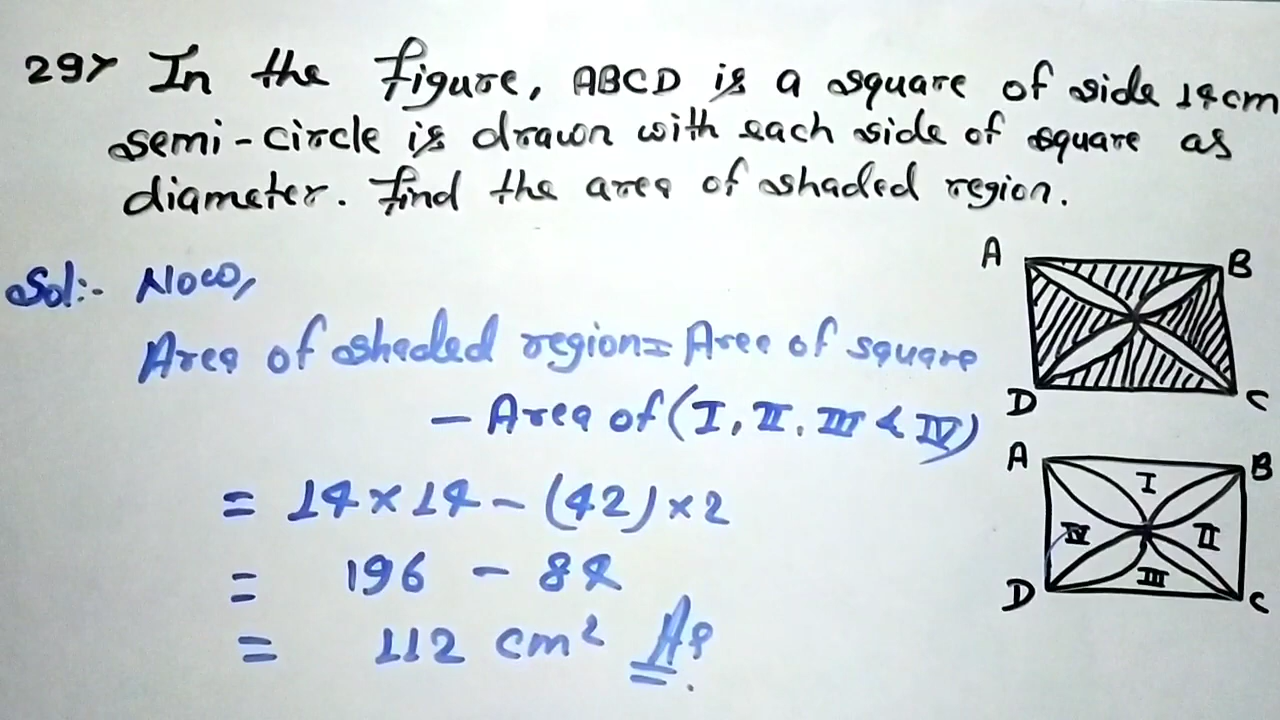 29> In the figure, ABCD is a square of side 14cm
semi-circle is drawn with each side of square as
diameter. find the area of shaded region.
Sol:- Now,
Area of shaded region = Area of square
- Area of (I, II, III & IV)
= 14 × 14 - (42) × 2
= 196 - 84
= 112 cm² A
A B
D C
A B
I
IV II
III
D C